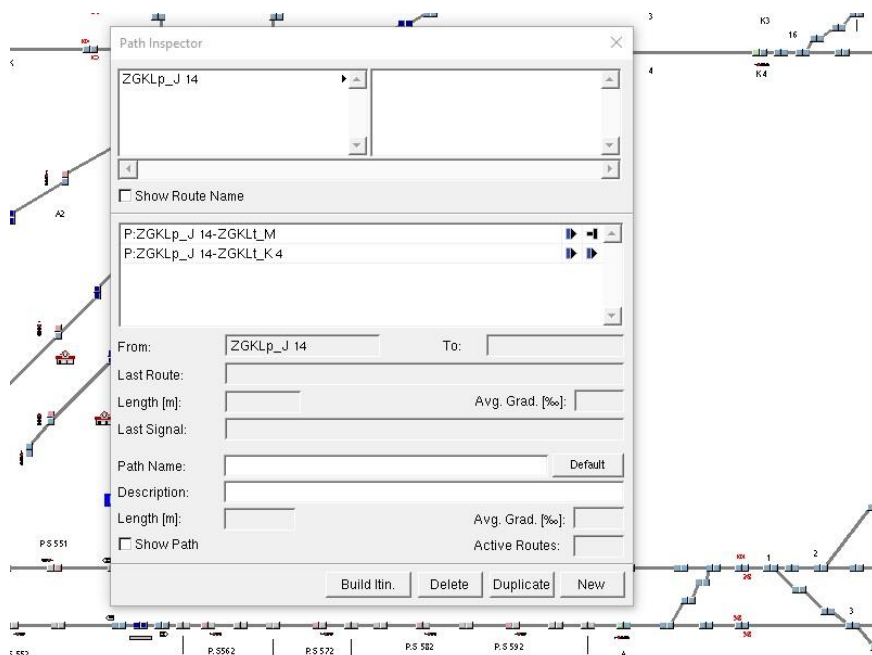 3
K3
16
4
K4
A2
Path Inspector
ZGKLp_J 14
Show Route Name
P:ZGKLp_J 14-ZGKLt_M
P:ZGKLp_J 14-ZGKLt_K 4
From:
ZGKLp_J 14
To:
Last Route:
Length [m]:
Avg. Grad. [‰]:
Last Signal:
Path Name:
Default
Description:
Length [m]:
Avg. Grad. [‰]:
Show Path
Active Routes:
Build Itin.
Delete
Duplicate
New
P.S 551
1
2
3
P.S562
P.S 572
P.S 582
P.S 592